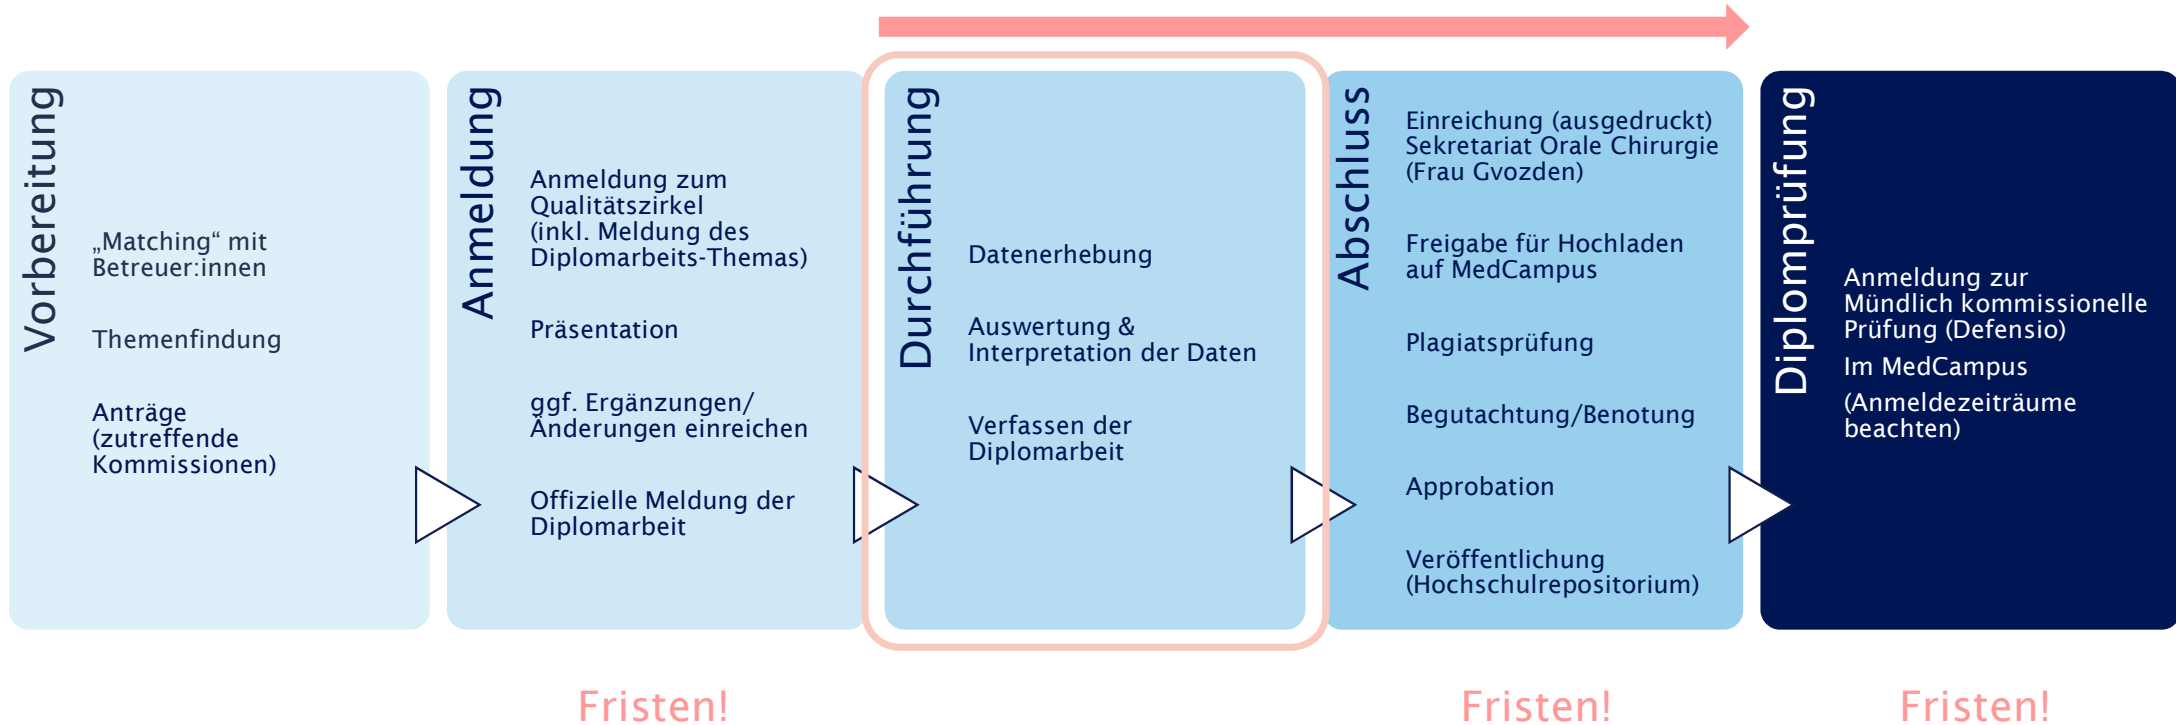 Vorbereitung
„Matching“ mit
Betreuer:innen
Themenfindung
Anträge
(zutreffende
Kommissionen)
Anmeldung
Anmeldung zum
Qualitätszirkel
(inkl. Meldung des
Diplomarbeits-Themas)
Präsentation
ggf. Ergänzungen/
Änderungen einreichen
Offizielle Meldung der
Diplomarbeit
Durchführung
Datenerhebung
Auswertung &
Interpretation der Daten
Verfassen der
Diplomarbeit
Abschluss
Einreichung (ausgedruckt)
Sekretariat Orale Chirurgie
(Frau Gvozden)
Freigabe für Hochladen
auf MedCampus
Plagiatsprüfung
Begutachtung/Benotung
Approbation
Veröffentlichung
(Hochschulrepositorium)
Diplomprüfung
Anmeldung zur
Mündlich kommissionelle
Prüfung (Defensio)
Im MedCampus
(Anmeldezeiträume
beachten)
Fristen!
Fristen!
Fristen!